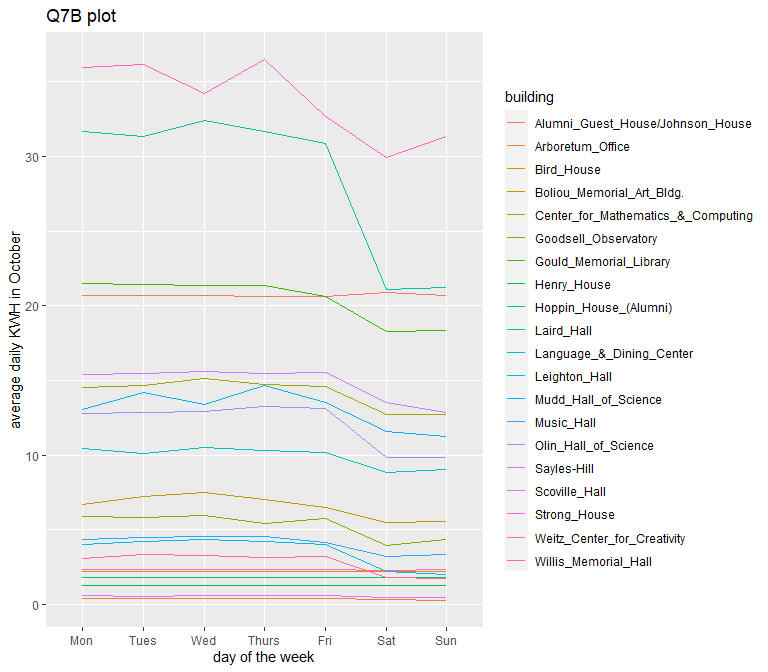 Q7B plot
average daily KWH in October
30
20
10
0
Mon Tues Wed Thurs Fri Sat Sun
day of the week
building
Alumni_Guest_House/Johnson_House
Arboretum_Office
Bird_House
Boliou_Memorial_Art_Bldg.
Center_for_Mathematics_&_Computing
Goodsell_Observatory
Gould_Memorial_Library
Henry_House
Hoppin_House_(Alumni)
Laird_Hall
Language_&_Dining_Center
Leighton_Hall
Mudd_Hall_of_Science
Music_Hall
Olin_Hall_of_Science
Sayles-Hill
Scoville_Hall
Strong_House
Weitz_Center_for_Creativity
Willis_Memorial_Hall